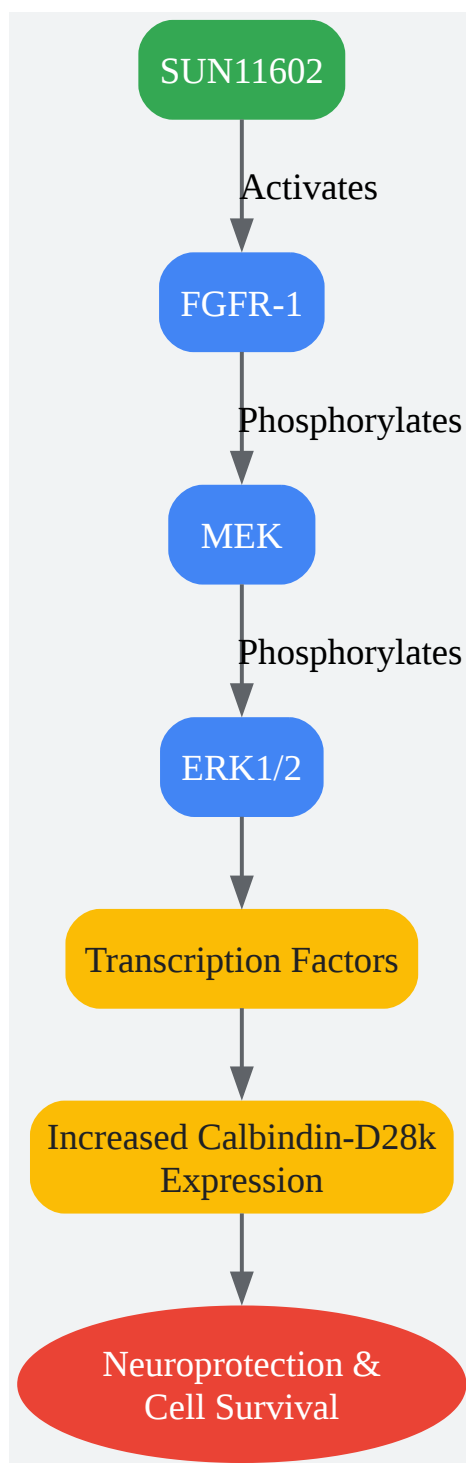 SUN11602
Activates
FGFR-1
Phosphorylates
MEK
Phosphorylates
ERK1/2
Transcription Factors
Increased Calbindin-D28k
Expression
Neuroprotection &
Cell Survival